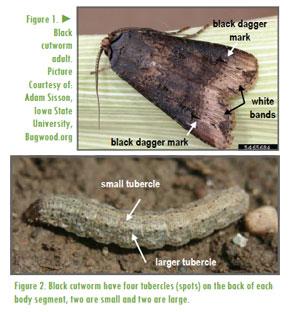 Figure 1. ►
Black
cutworm
adult.
Picture
Courtesy of:
Adam Sisson,
Iowa State
University,
Bugwood.org
black dagger
mark
white
bands
black dagger mark
small tubercle
larger tubercle
Figure 2. Black cutworm have four tubercles (spots) on the back of each
body segment, two are small and two are large.